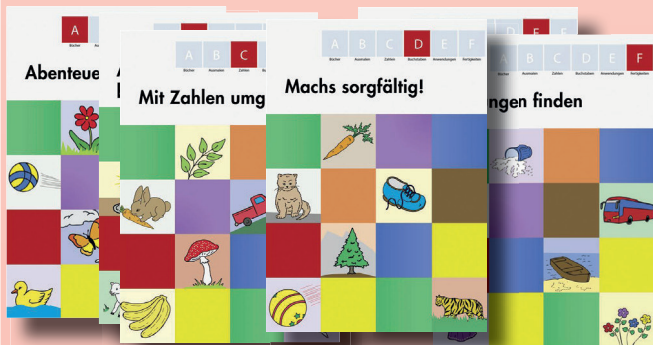 A
Bücher
Abenteue
A B C
Bücher Ausmalen Zahlen
Mit Zahlen umg
A B C D E F
Bücher Ausmalen Zahlen Buchstaben Anwendungen Fertigkeiten
Machs sorgfältig!
E
A B C D E F
Bücher Ausmalen Zahlen Buchstaben Anwendungen Fertigkeiten
ngen finden